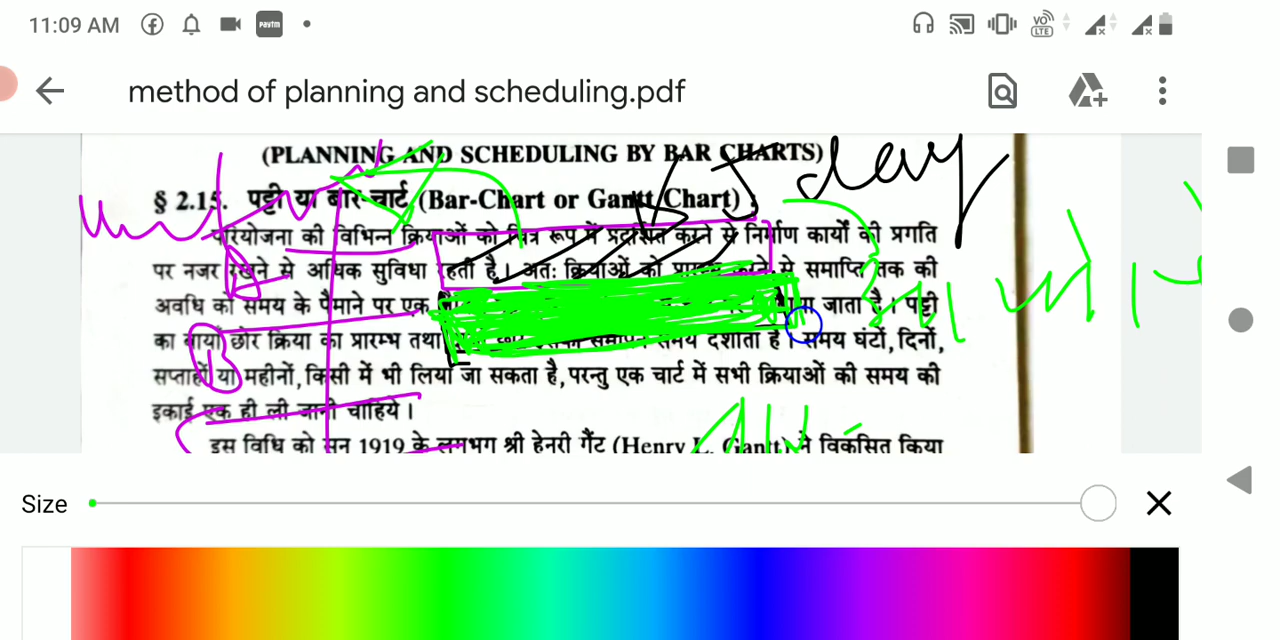 11:09 AM
method of planning and scheduling.pdf
(PLANNING AND SCHEDULING BY BAR CHARTS)
day
§ 2.15. पट्टी या बार चार्ट (Bar-Chart or Gantt Chart) :
परियोजना की विभिन्न क्रियाओं को चित्र रूप में प्रदर्शित करने से निर्माण कार्यों की प्रगति
पर नजर रखने से अधिक सुविधा रहती है। अतः क्रियाओं को प्रारम्भ करने से समाप्ति तक की
A
अवधि को समय के पैमाने पर एक जाता है। पट्टी
का बायाँ छोर क्रिया का प्रारम्भ तथा समय दर्शाता है। समय घंटों, दिनों,
B
सप्ताहों या महीनों, किसी में भी लिया जा सकता है, परन्तु एक चार्ट में सभी क्रियाओं की समय की
इकाई एक ही ली जानी चाहिये।
इस विधि को सन 1919 के लगभग श्री हेनरी गैंट (Henry L. Gantt) ने विकसित किया
Size